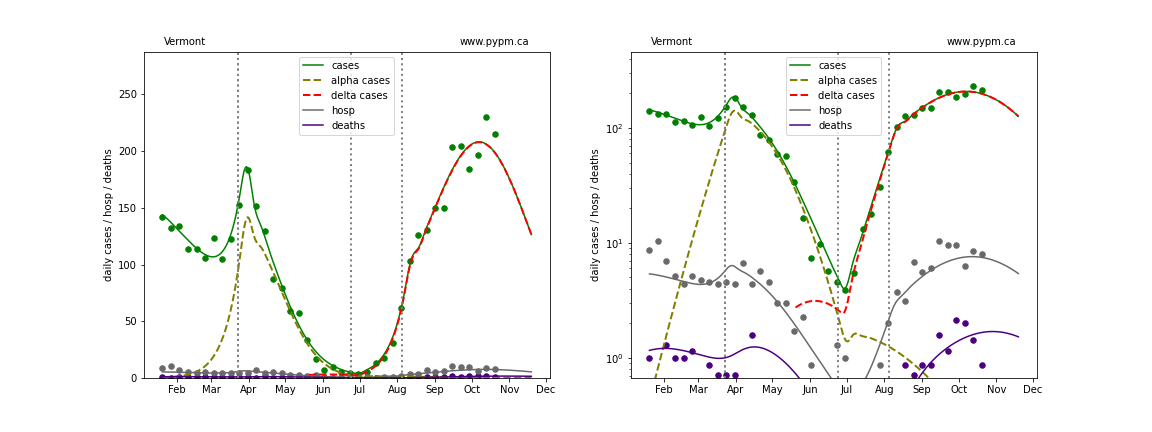 Vermont www.pypm.ca
cases
alpha cases
delta cases
hosp
deaths
daily cases / hosp / deaths
250
200
150
100
50
0
Feb Mar Apr May Jun Jul Aug Sep Oct Nov Dec
Vermont www.pypm.ca
cases
alpha cases
delta cases
hosp
deaths
daily cases / hosp / deaths
10²
10¹
10⁰
Feb Mar Apr May Jun Jul Aug Sep Oct Nov Dec